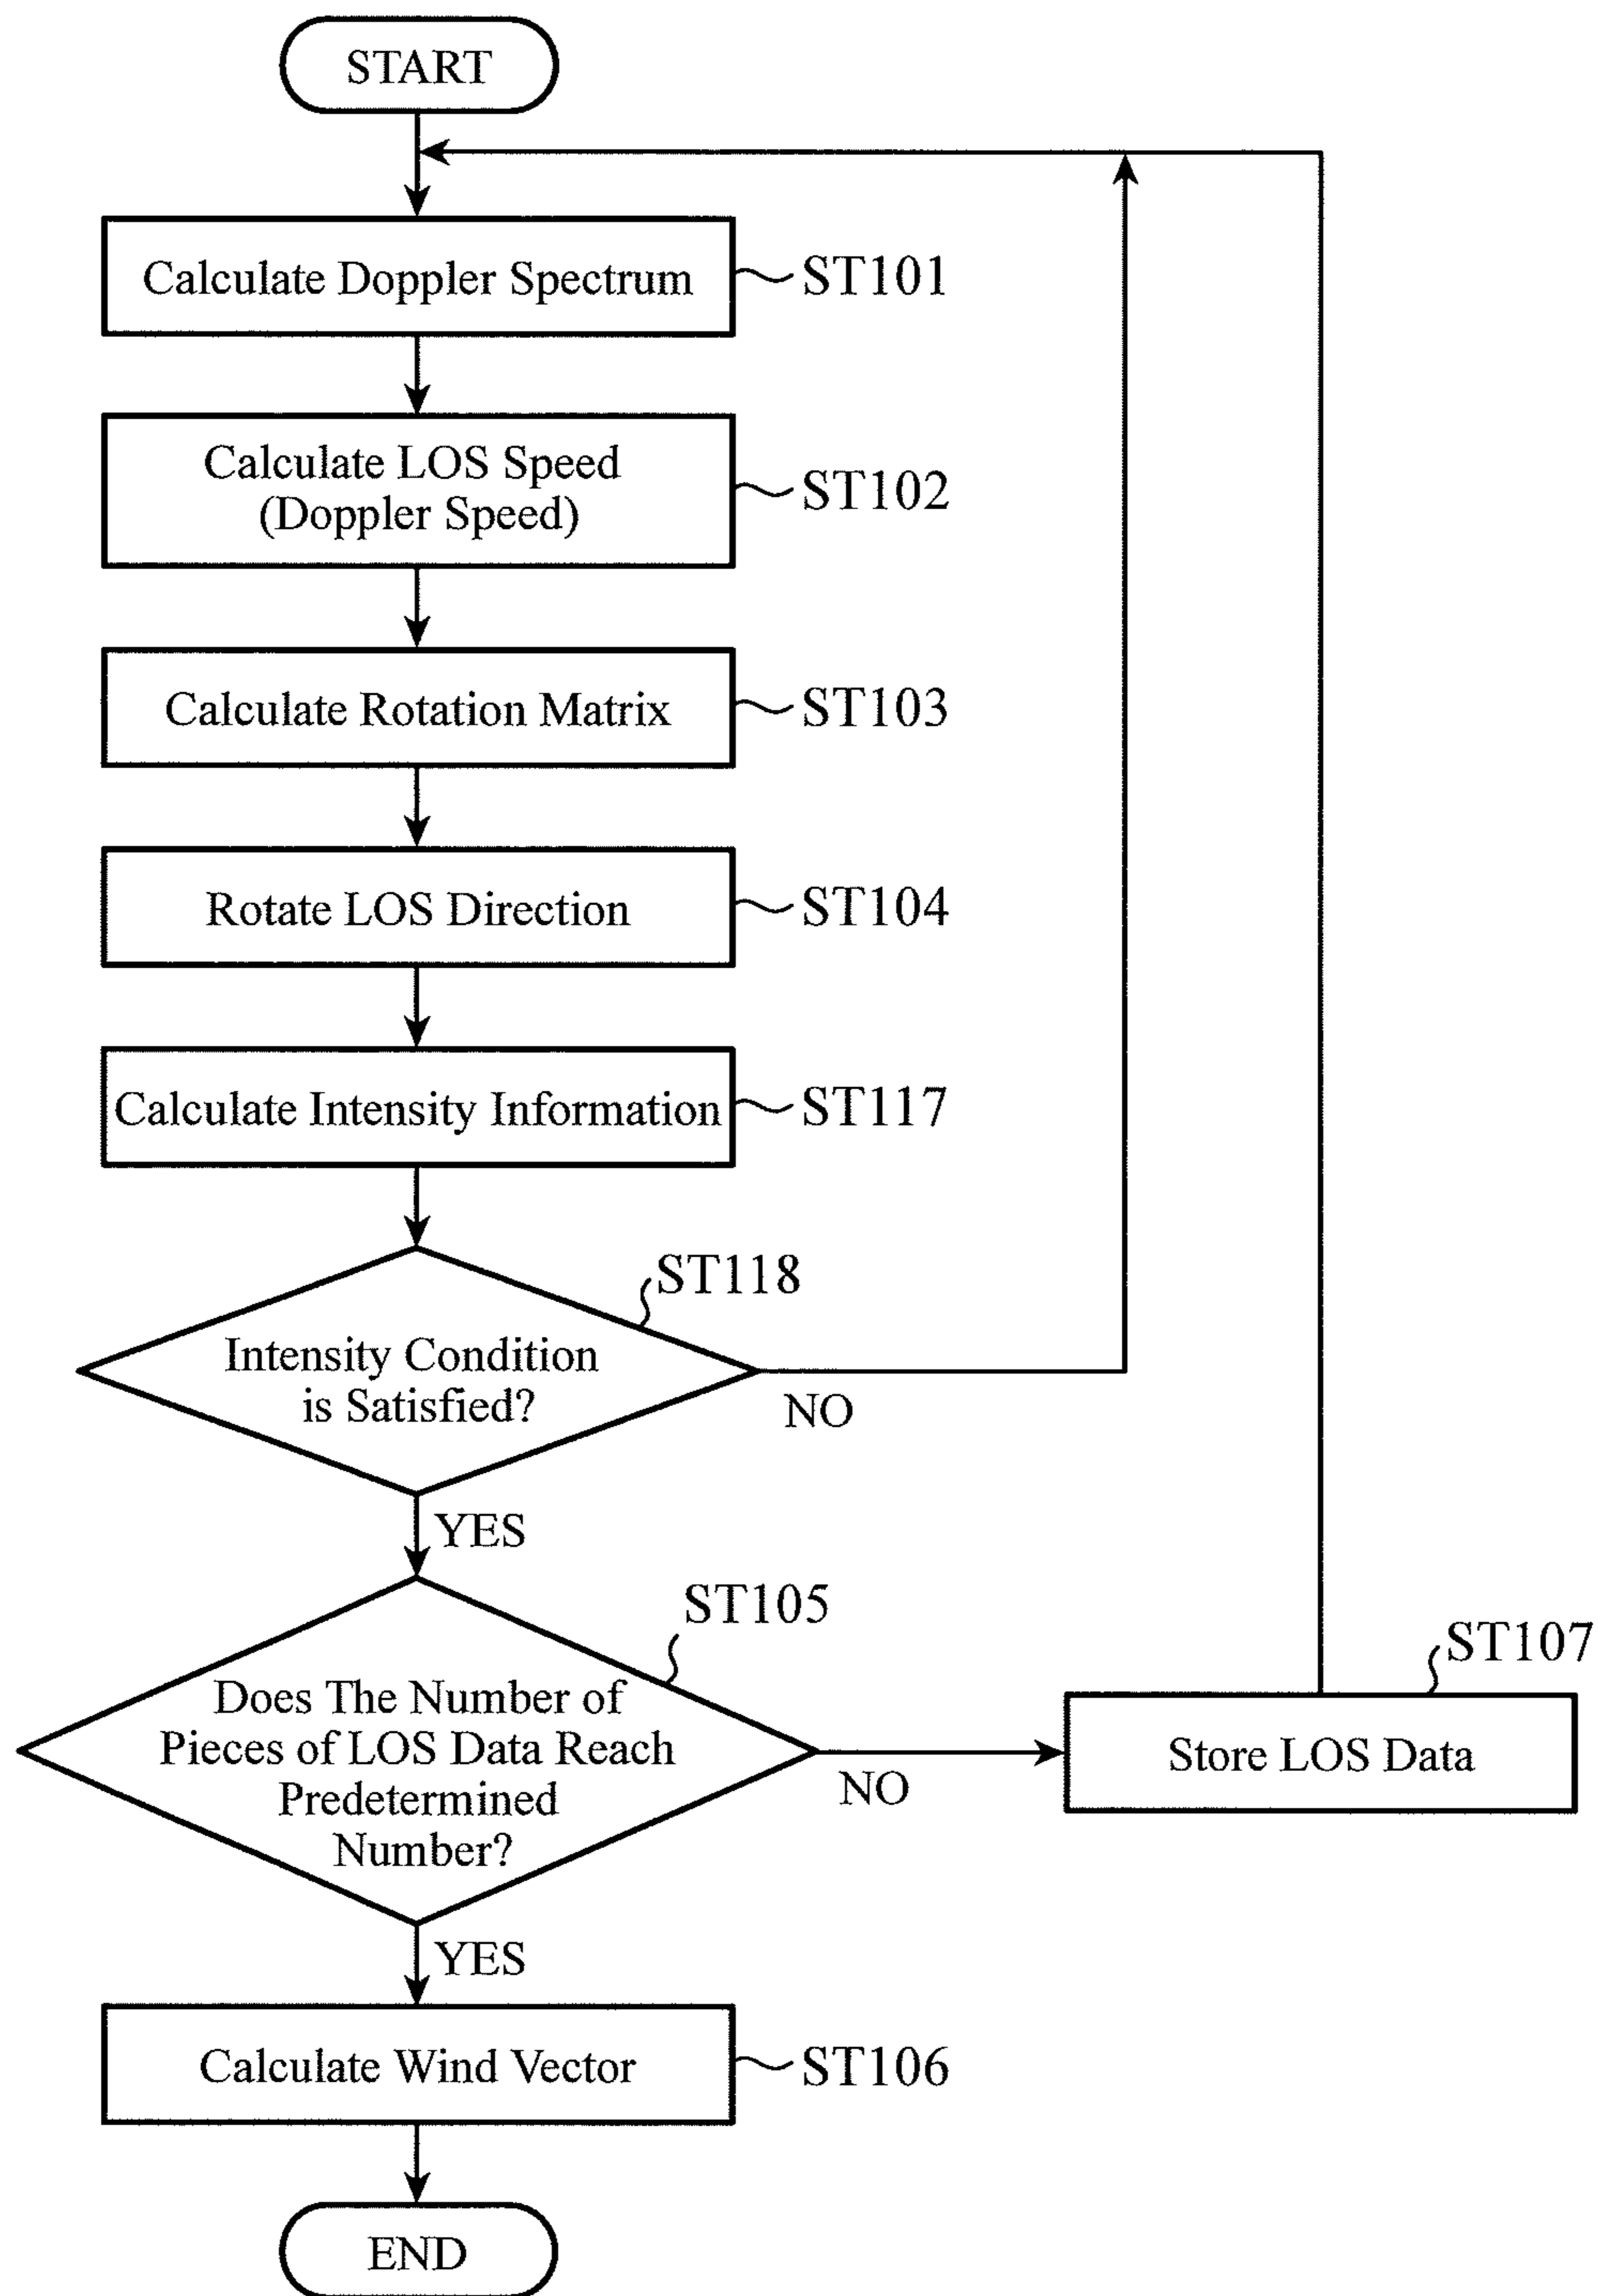 START
Calculate Doppler Spectrum
ST101
Calculate LOS Speed
(Doppler Speed)
ST102
Calculate Rotation Matrix
ST103
Rotate LOS Direction
ST104
Calculate Intensity Information
ST117
ST118
Intensity Condition
is Satisfied?
NO
YES
ST105
Does The Number of
Pieces of LOS Data Reach
Predetermined
Number?
NO
ST107
Store LOS Data
YES
Calculate Wind Vector
ST106
END